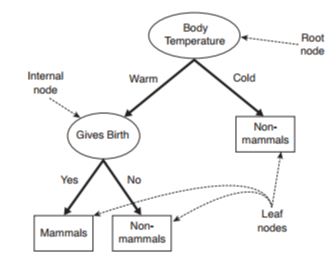 Body
Temperature
Root
node
Internal
node
Warm
Cold
Gives Birth
Non-
mammals
Yes
No
Mammals
Non-
mammals
Leaf
nodes